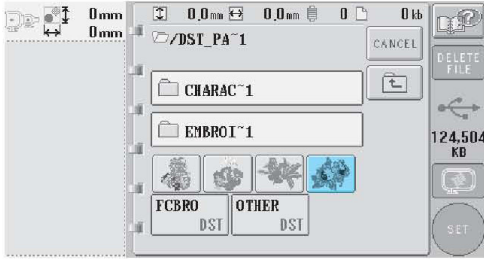 0mm
0mm
0,0mm 0,0mm 0 0kb
/DST_PA~1
CANCEL
DELETE
FILE
CHARAC~1
EMBROI~1
124,504
KB
FCBRO
DST
OTHER
DST
SET